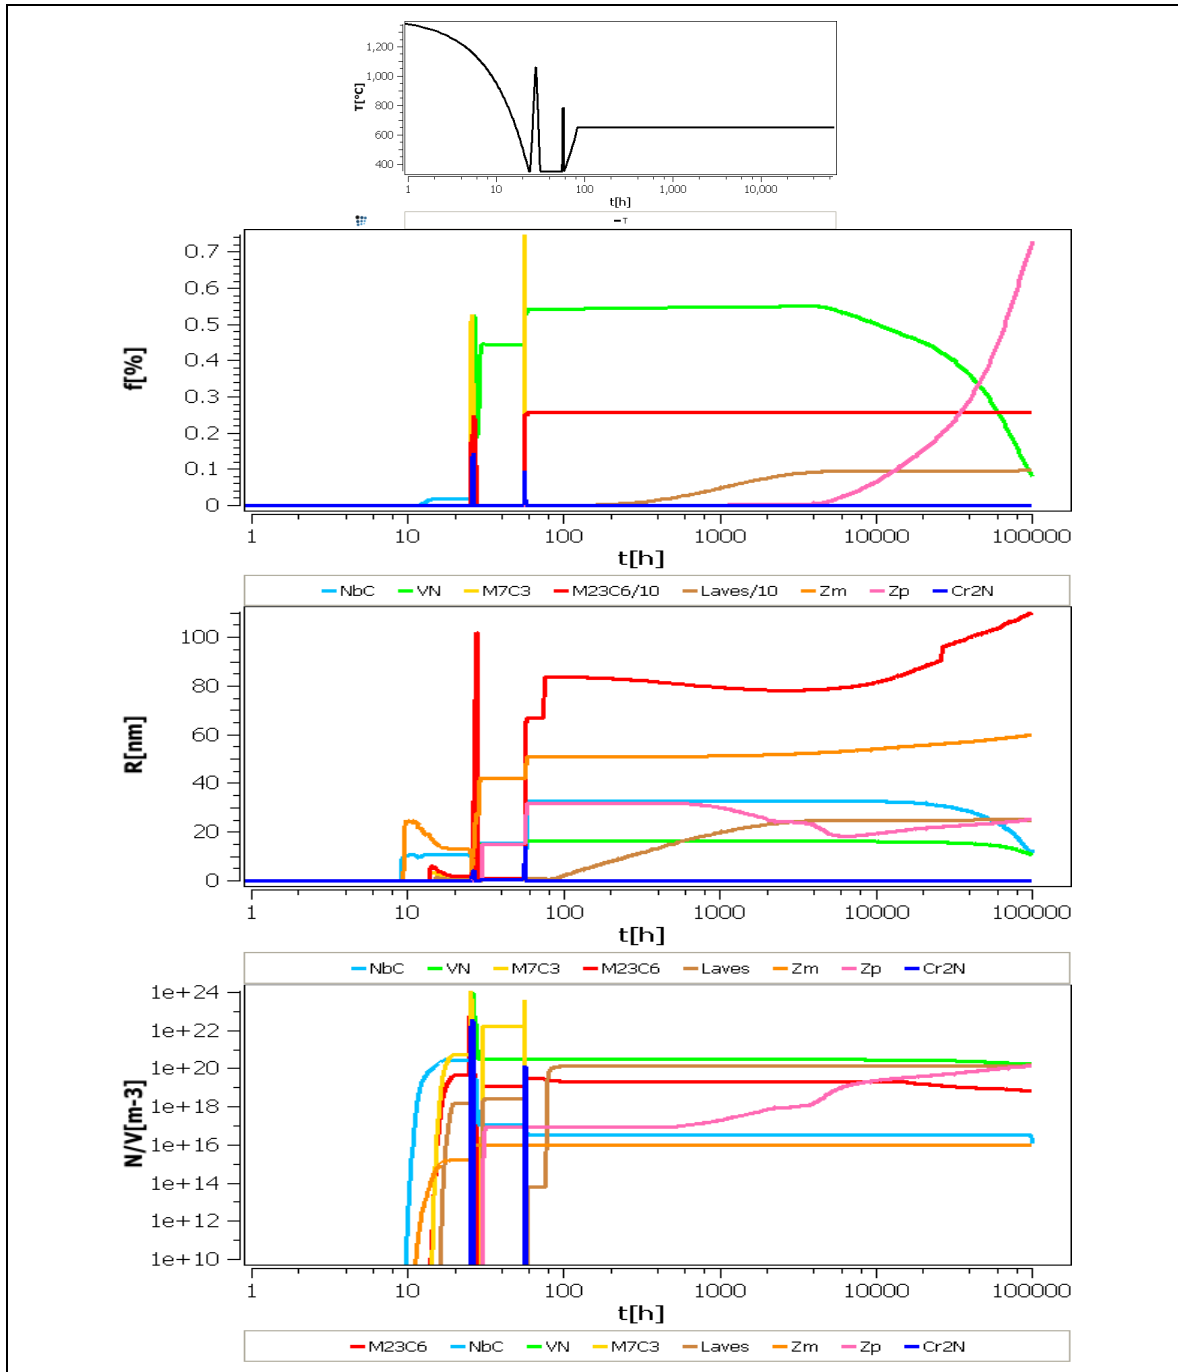 1,200
1,000
800
600
400
T[°C]
1 10 100 1,000 10,000
t[h]
T
0.7
0.6
0.5
0.4
0.3
0.2
0.1
0
f[%]
1 10 100 1000 10000 100000
t[h]
NbC VN M7C3 M23C6/10 Laves/10 Zm Zp Cr2N
100
80
60
40
20
0
R[nm]
1 10 100 1000 10000 100000
t[h]
NbC VN M7C3 M23C6 Laves Zm Zp Cr2N
1e+24
1e+22
1e+20
1e+18
1e+16
1e+14
1e+12
1e+10
N/V[m-3]
1 10 100 1000 10000 100000
t[h]
M23C6 NbC VN M7C3 Laves Zm Zp Cr2N